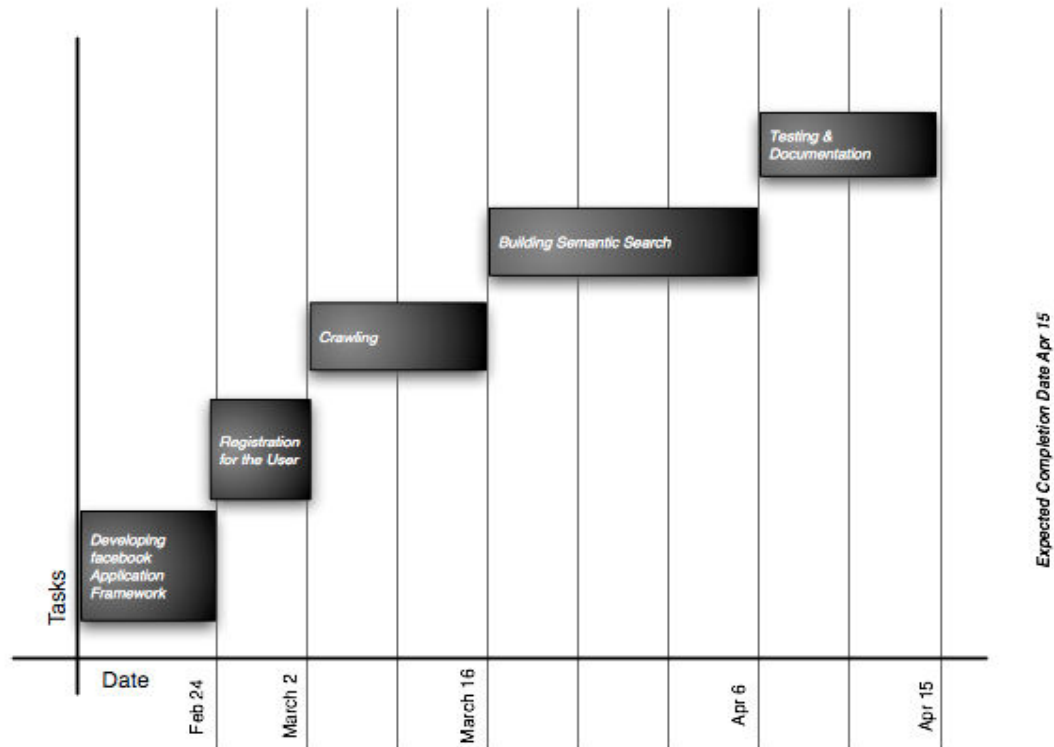 Testing &
Documentation
Building Semantic Search
Crawling
Registration
for the User
Developing
facebook
Application
Framework
Tasks
Date
Feb 24
March 2
March 16
Apr 6
Apr 15
Expected Completion Date Apr 15